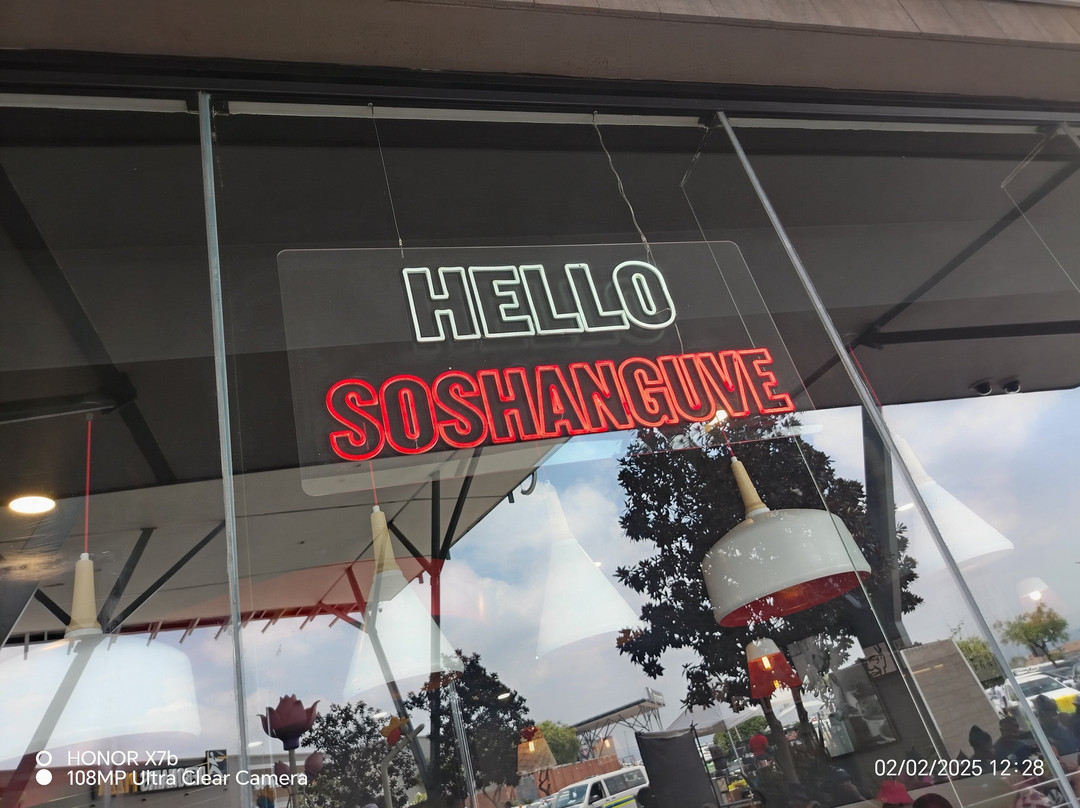 HELLO
SOSHANGUVE
HONOR X7b
108MP Ultra Clear Camera
02/02/2025 12:28